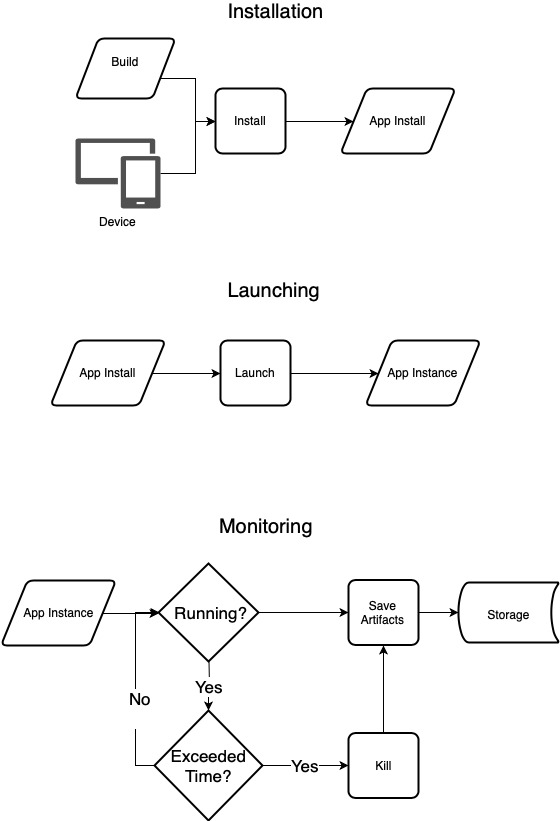 Installation
Build
Install
App Install
Device
Launching
App Install
Launch
App Instance
Monitoring
App Instance
Running?
Save
Artifacts
Storage
Yes
No
Exceeded
Time?
Yes
Kill